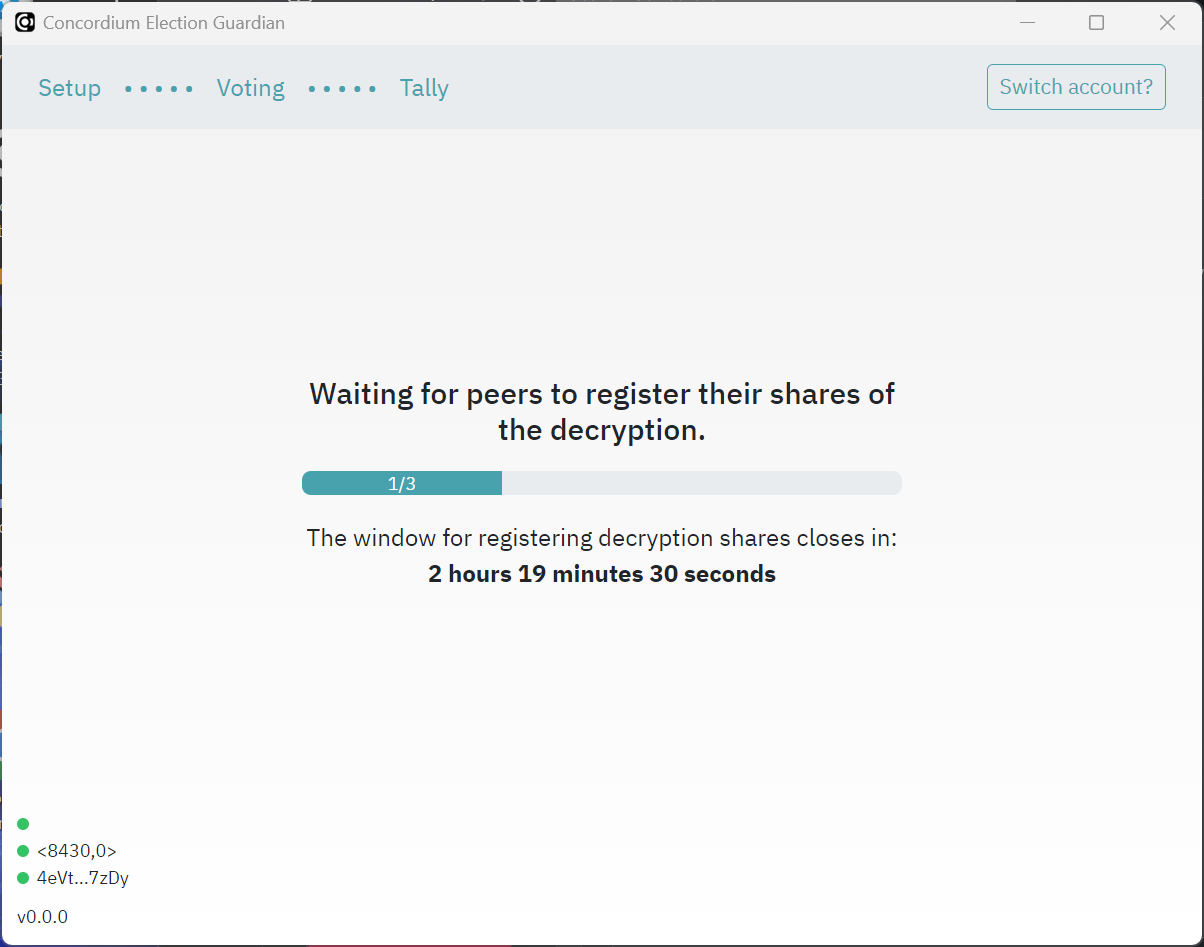 Concordium Election Guardian
Setup ••••• Voting ••••• Tally Switch account?
Waiting for peers to register their shares of
the decryption.
1/3
The window for registering decryption shares closes in:
2 hours 19 minutes 30 seconds
<8430,0>
4eVt...7zDy
v0.0.0